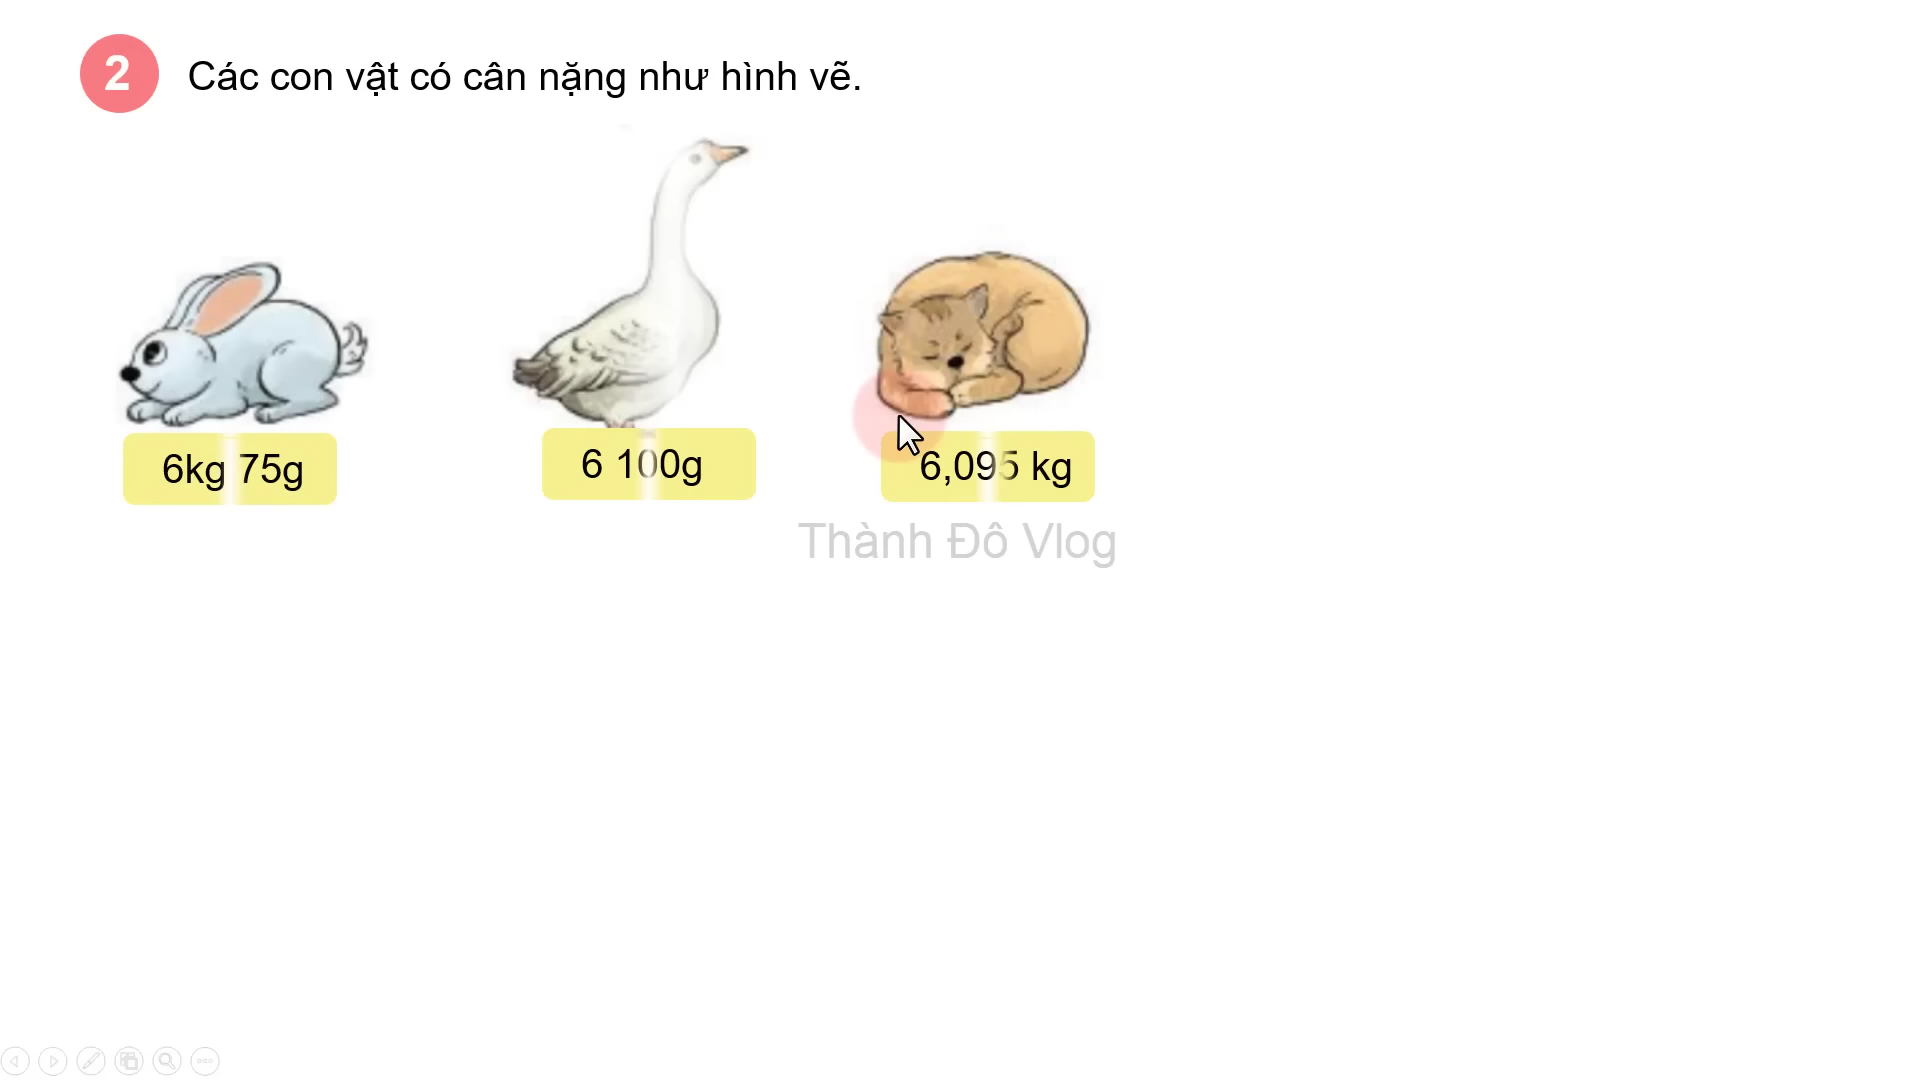 2 Các con vật có cân nặng như hình vẽ.
6kg 75g 6 100g 6,095 kg
Thành Đô Vlog